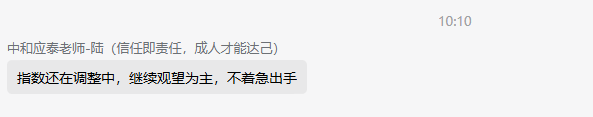 10:10
中和应泰老师-陆（信任即责任，成人才能达己）
指数还在调整中，继续观望为主，不着急出手